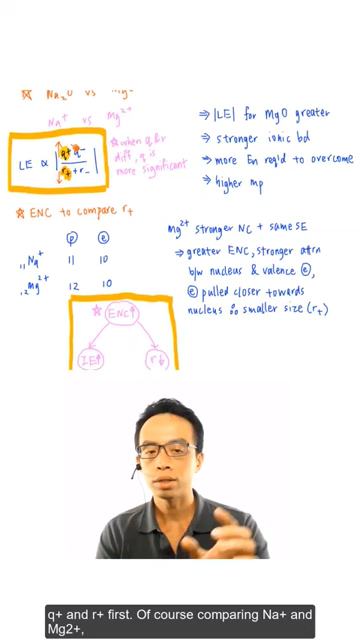 ☆ Na₂O vs Mg
Na⁺ vs Mg²⁺
LE ∝ | q+ q- / r+ + r- |
☆ when q & r diff, q is more significant
⇒ |LE| for MgO greater
⇒ stronger ionic bd
⇒ more En req'd to overcome
⇒ higher mp
☆ ENC to compare r+
ⓟ ⓔ
₁₁Na⁺ 11 10
₁₂Mg²⁺ 12 10
Mg²⁺ stronger NC + same SE
⇒ greater ENC, stronger attrn
b/w nucleus & valence ⓔ,
ⓔ pulled closer towards
nucleus ∴ smaller size (r+)
☆ ENC↑
IE↑ r↓
q+ and r+ first. Of course comparing Na+ and
Mg2+,